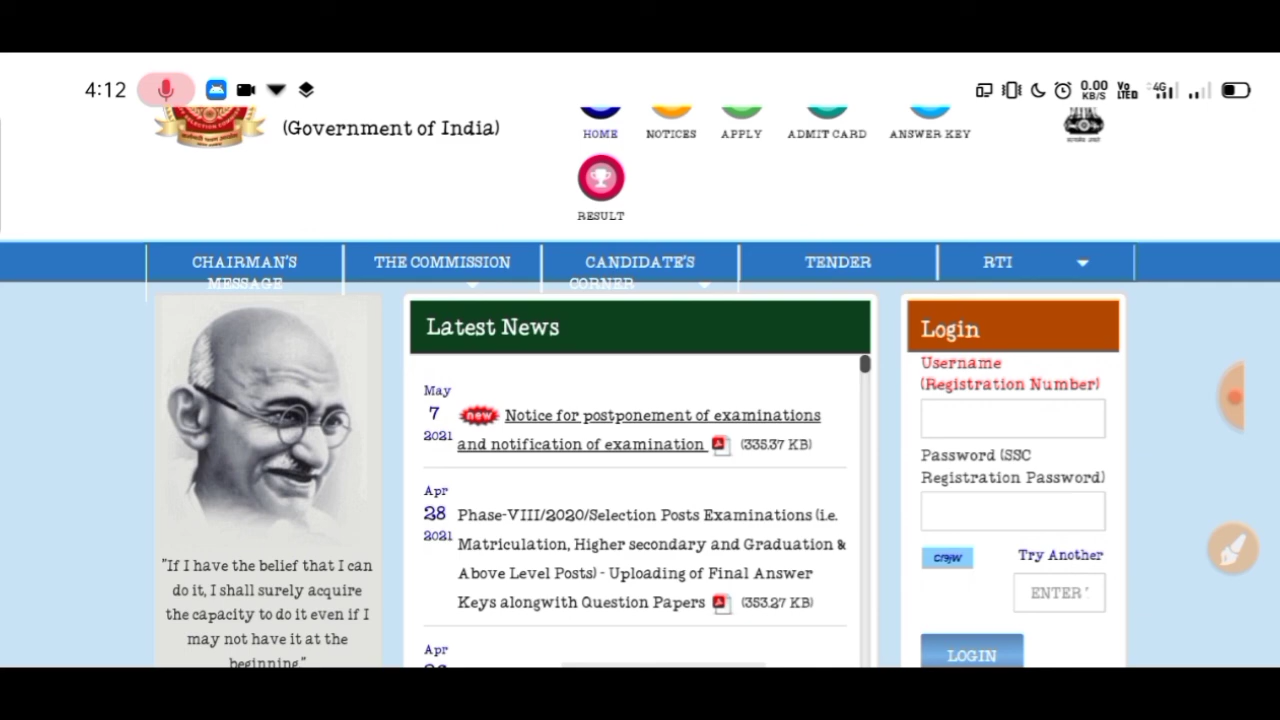 4:12
0.00
KB/S
Vo
LTED
4G
(Government of India)
HOME
NOTICES
APPLY
ADMIT CARD
ANSWER KEY
RESULT
CHAIRMAN'S
MESSAGE
THE COMMISSION
CANDIDATE'S
CORNER
TENDER
RTI
"If I have the belief that I can
do it, I shall surely acquire
the capacity to do it even if I
may not have it at the
beginning."
Latest News
May
7
2021
new Notice for postponement of examinations
and notification of examination (335.37 KB)
Apr
28
2021
Phase-VIII/2020/Selection Posts Examinations (i.e.
Matriculation, Higher secondary and Graduation &
Above Level Posts) - Uploading of Final Answer
Keys alongwith Question Papers (353.27 KB)
Apr
Login
Username
(Registration Number)
Password (SSC
Registration Password)
Try Another
ENTER
LOGIN